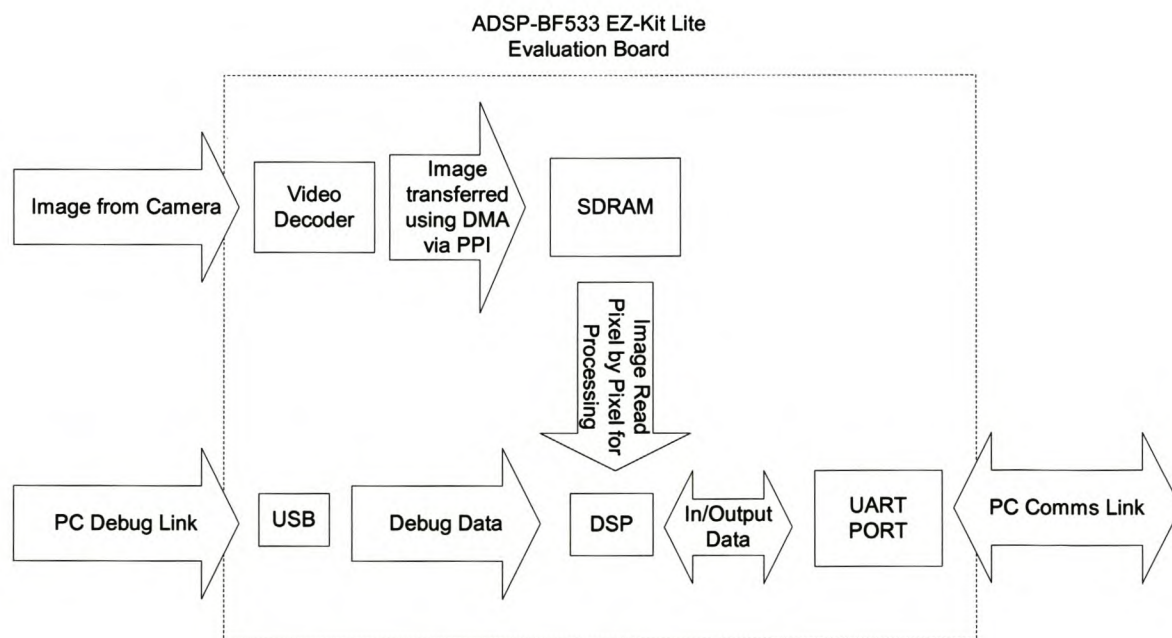 ADSP-BF533 EZ-Kit Lite
Evaluation Board
Image from Camera
Video
Decoder
Image
transferred
using DMA
via PPI
SDRAM
Image Read
Pixel by Pixel for
Processing
PC Debug Link
USB
Debug Data
DSP
In/Output
Data
UART
PORT
PC Comms Link